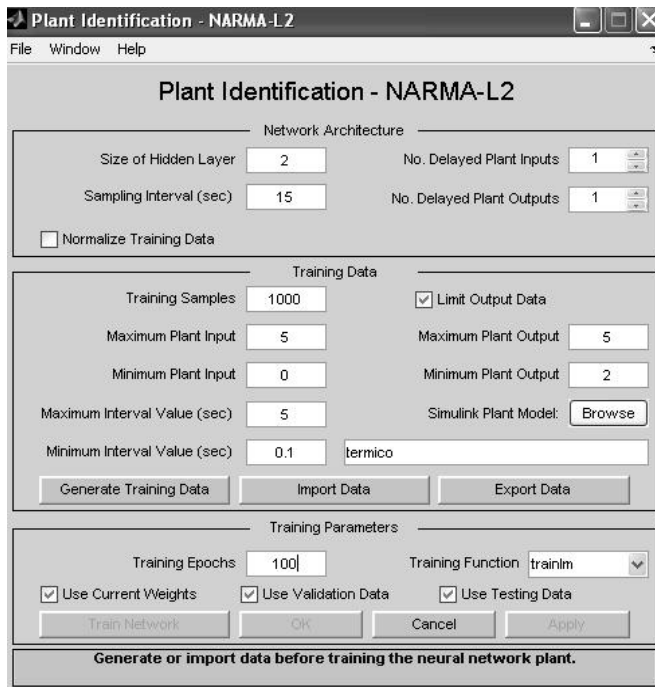 Plant Identification - NARMA-L2
File Window Help
Plant Identification - NARMA-L2
Network Architecture
Size of Hidden Layer 2 No. Delayed Plant Inputs 1
Sampling Interval (sec) 15 No. Delayed Plant Outputs 1
Normalize Training Data
Training Data
Training Samples 1000 Limit Output Data
Maximum Plant Input 5 Maximum Plant Output 5
Minimum Plant Input 0 Minimum Plant Output 2
Maximum Interval Value (sec) 5 Simulink Plant Model: Browse
Minimum Interval Value (sec) 0.1 termico
Generate Training Data Import Data Export Data
Training Parameters
Training Epochs 100 Training Function trainlm
Use Current Weights Use Validation Data Use Testing Data
Train Network OK Cancel Apply
Generate or import data before training the neural network plant.